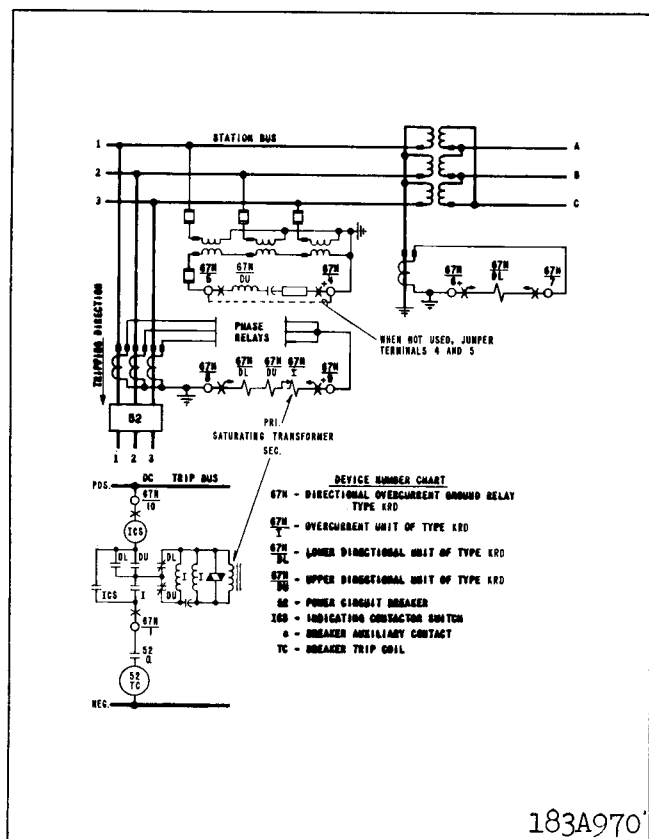 STATION BUS
1
2
3
A
B
C
67N
5
67N
DU
67N
4
67N
6
67N
DL
67N
7
TRIPPING DIRECTION
PHASE
RELAYS
WHEN NOT USED, JUMPER
TERMINALS 4 AND 5
67N
8
67N
DL
67N
DU
67N
I
67N
9
52
1 2 3
PRI.
SATURATING TRANSFORMER
SEC.
DC TRIP BUS
POS.
67N
10
ICS
DL
DU
DL
I
I
ICS
I
DU
67N
1
52
a
52
TC
NEG.
DEVICE NUMBER CHART
67N - DIRECTIONAL OVERCURRENT GROUND RELAY
TYPE KRD
67N
I
- OVERCURRENT UNIT OF TYPE KRD
67N
DL
- LOWER DIRECTIONAL UNIT OF TYPE KRD
67N
DU
- UPPER DIRECTIONAL UNIT OF TYPE KRD
52 - POWER CIRCUIT BREAKER
ICS - INDICATING CONTACTOR SWITCH
a - BREAKER AUXILIARY CONTACT
TC - BREAKER TRIP COIL
183A970